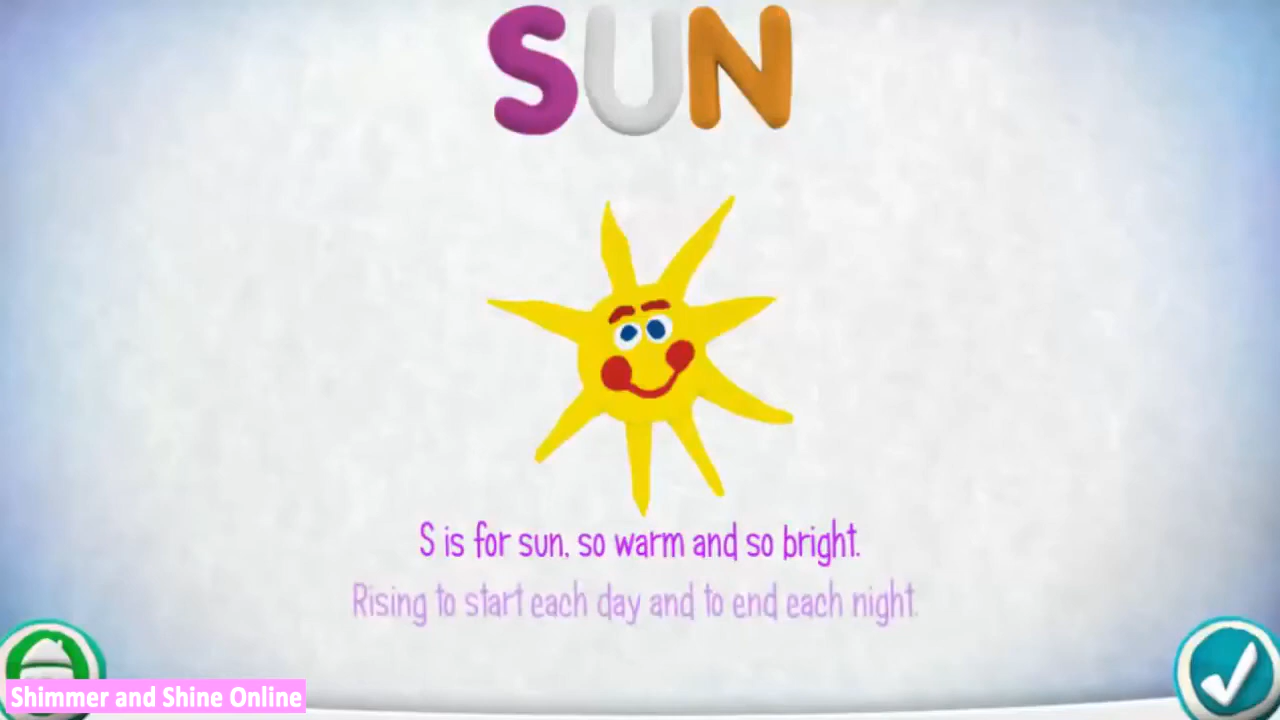 SUN
S is for sun, so warm and so bright.
Rising to start each day and to end each night.
Shimmer and Shine Online